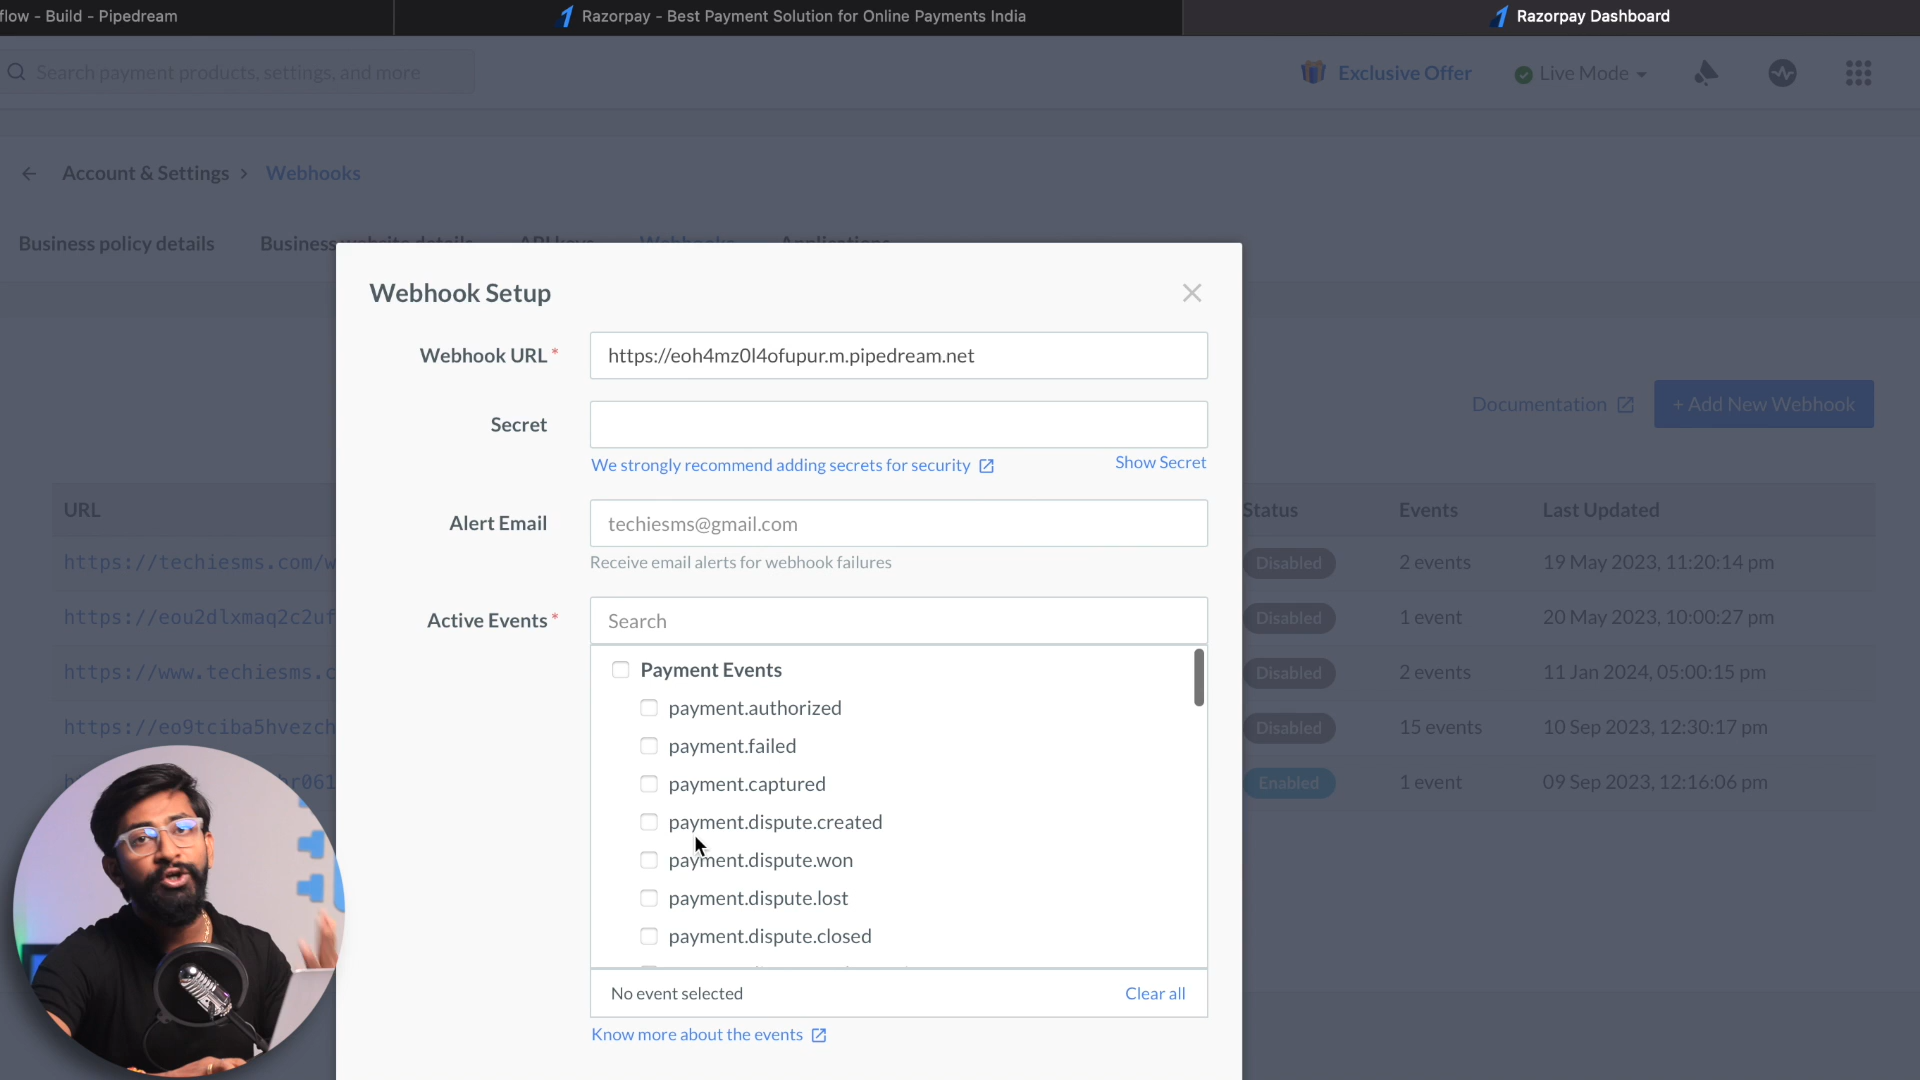 flow - Build - Pipedream
Razorpay - Best Payment Solution for Online Payments India
Razorpay Dashboard
Search payment products, settings, and more
Exclusive Offer
Live Mode
Account & Settings > Webhooks
Business policy details
Business website details
API keys
Webhooks
Applications
Webhook Setup
Webhook URL*
https://eoh4mz0l4ofupur.m.pipedream.net
Secret
We strongly recommend adding secrets for security
Show Secret
Alert Email
techiesms@gmail.com
Receive email alerts for webhook failures
Active Events*
Search
Payment Events
payment.authorized
payment.failed
payment.captured
payment.dispute.created
payment.dispute.won
payment.dispute.lost
payment.dispute.closed
No event selected
Clear all
Know more about the events
Documentation
+ Add New Webhook
URL Status Events Last Updated
https://techiesms.com/w Disabled 2 events 19 May 2023, 11:20:14 pm
https://eou2dlxmaq2c2uf Disabled 1 event 20 May 2023, 10:00:27 pm
https://www.techiesms.c Disabled 2 events 11 Jan 2024, 05:00:15 pm
https://eo9tciba5hvezch Disabled 15 events 10 Sep 2023, 12:30:17 pm
r061 Enabled 1 event 09 Sep 2023, 12:16:06 pm